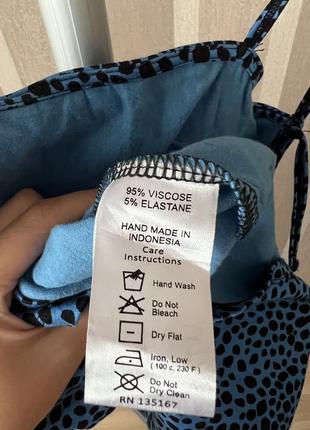 95% VISCOSE
5% ELASTANE
HAND MADE IN
INDONESIA
Care
Instructions
Hand Wash
Do Not
Bleach
Dry Flat
Iron, Low
( 100 c, 230 F )
Do Not
Dry Clean
RN 135167